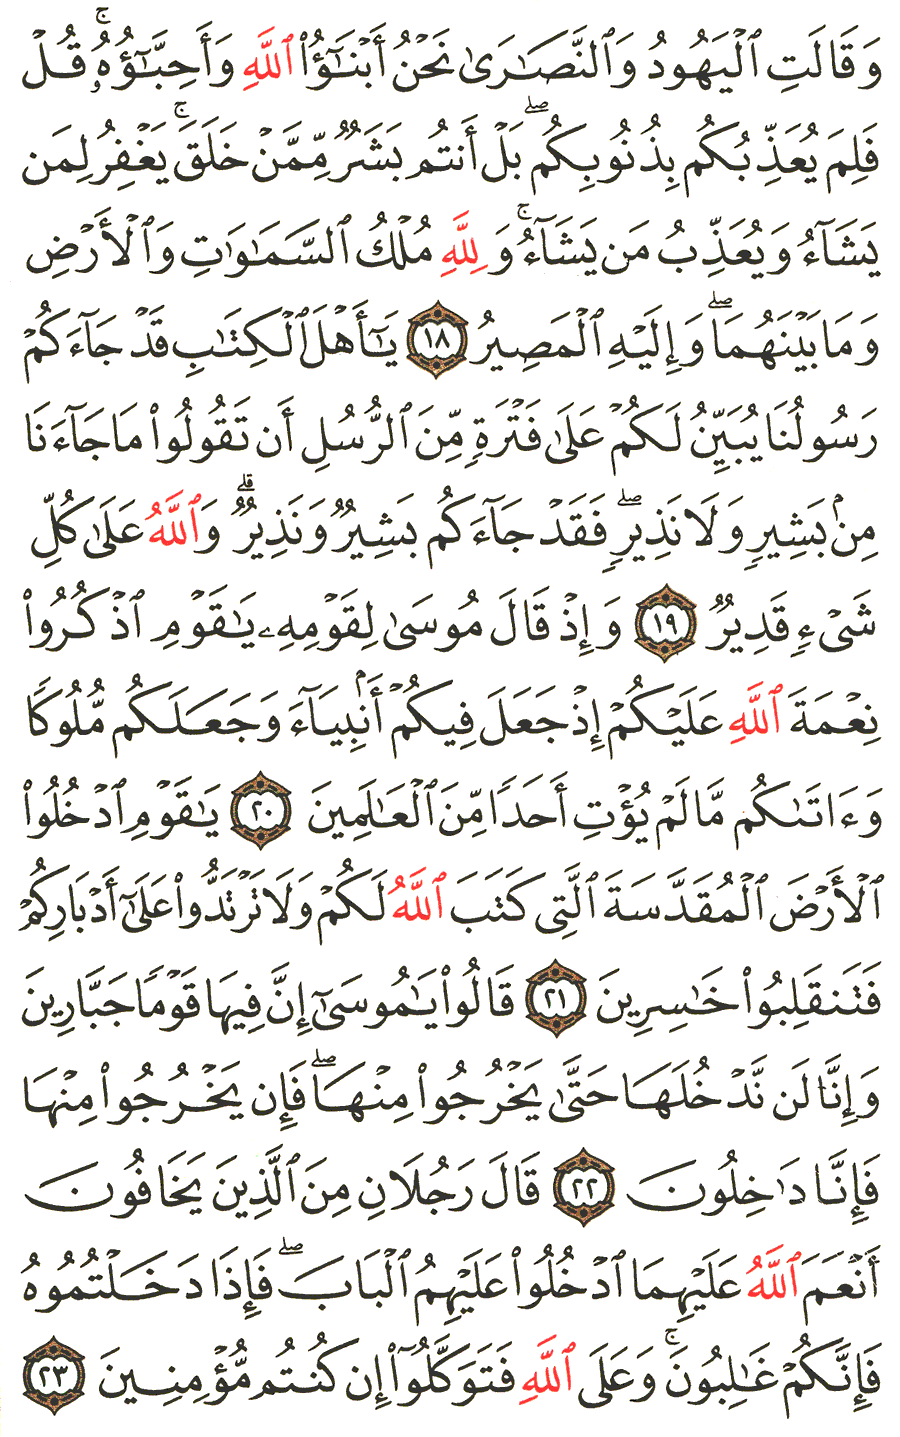 وَقَالَتِ ٱلۡيَهُودُ وَٱلنَّصَٰرَىٰ نَحۡنُ أَبۡنَٰٓؤُاْ ٱللَّهِ وَأَحِبَّٰٓؤُهُۥۚ قُلۡ
فَلِمَ يُعَذِّبُكُم بِذُنُوبِكُمۖ بَلۡ أَنتُم بَشَرٞ مِّمَّنۡ خَلَقَۚ يَغۡفِرُ لِمَن
يَشَآءُ وَيُعَذِّبُ مَن يَشَآءُۚ وَلِلَّهِ مُلۡكُ ٱلسَّمَٰوَٰتِ وَٱلۡأَرۡضِ
وَمَا بَيۡنَهُمَاۖ وَإِلَيۡهِ ٱلۡمَصِيرُ ١٨ يَٰٓأَهۡلَ ٱلۡكِتَٰبِ قَدۡ جَآءَكُمۡ
رَسُولُنَا يُبَيِّنُ لَكُمۡ عَلَىٰ فَتۡرَةٖ مِّنَ ٱلرُّسُلِ أَن تَقُولُواْ مَا جَآءَنَا
مِنۢ بَشِيرٖ وَلَا نَذِيرٖۖ فَقَدۡ جَآءَكُم بَشِيرٞ وَنَذِيرٞۗ وَٱللَّهُ عَلَىٰ كُلِّ
شَيۡءٖ قَدِيرٞ ١٩ وَإِذۡ قَالَ مُوسَىٰ لِقَوۡمِهِۦ يَٰقَوۡمِ ٱذۡكُرُواْ
نِعۡمَةَ ٱللَّهِ عَلَيۡكُمۡ إِذۡ جَعَلَ فِيكُمۡ أَنۢبِيَآءَ وَجَعَلَكُم مُّلُوكٗا
وَءَاتَىٰكُم مَّا لَمۡ يُؤۡتِ أَحَدٗا مِّنَ ٱلۡعَٰلَمِينَ ٢٠ يَٰقَوۡمِ ٱدۡخُلُواْ
ٱلۡأَرۡضَ ٱلۡمُقَدَّسَةَ ٱلَّتِي كَتَبَ ٱللَّهُ لَكُمۡ وَلَا تَرۡتَدُّواْ عَلَىٰٓ أَدۡبَارِكُمۡ
فَتَنقَلِبُواْ خَٰسِرِينَ ٢١ قَالُواْ يَٰمُوسَىٰٓ إِنَّ فِيهَا قَوۡمٗا جَبَّارِينَ
وَإِنَّا لَن نَّدۡخُلَهَا حَتَّىٰ يَخۡرُجُواْ مِنۡهَاۖ فَإِن يَخۡرُجُواْ مِنۡهَا
فَإِنَّا دَٰخِلُونَ ٢٢ قَالَ رَجُلَانِ مِنَ ٱلَّذِينَ يَخَافُونَ
أَنۡعَمَ ٱللَّهُ عَلَيۡهِمَا ٱدۡخُلُواْ عَلَيۡهِمُ ٱلۡبَابَۖ فَإِذَا دَخَلۡتُمُوهُ
فَإِنَّكُمۡ غَٰلِبُونَۚ وَعَلَى ٱللَّهِ فَتَوَكَّلُوٓاْ إِن كُنتُم مُّؤۡمِنِينَ ٢٣